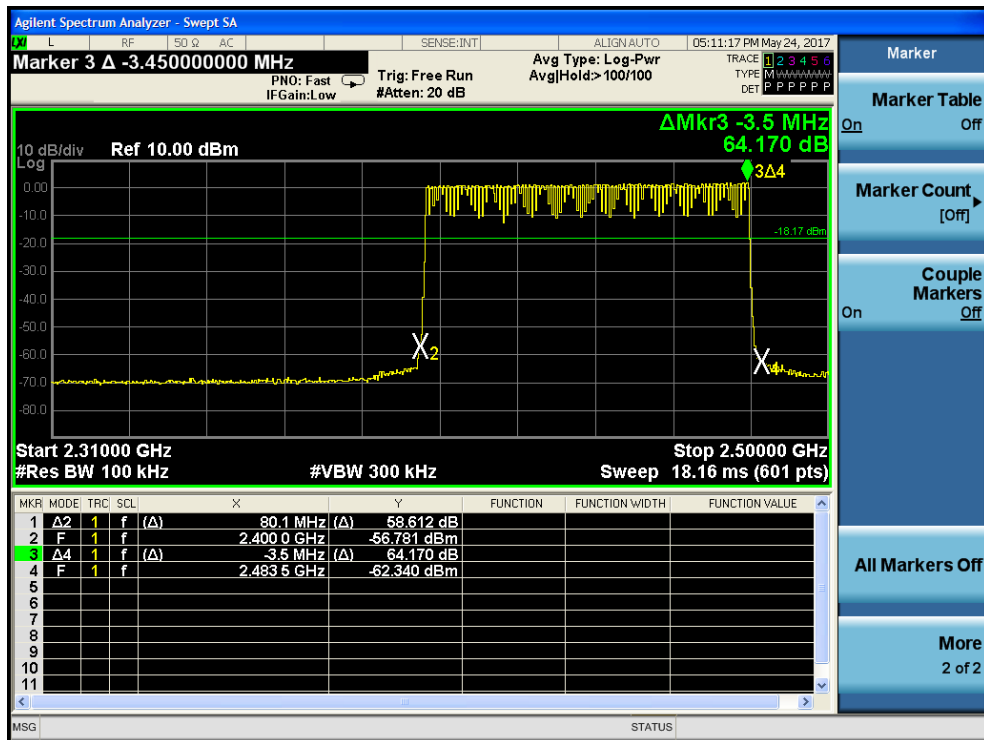 Agilent Spectrum Analyzer - Swept SA
LXI L RF 50 Ω AC SENSE:INT ALIGNAUTO 05:11:17 PM May 24, 2017
Marker 3 Δ -3.450000000 MHz
PNO: Fast
IFGain:Low
Trig: Free Run
#Atten: 20 dB
Avg Type: Log-Pwr
Avg|Hold:>100/100
TRACE 1 2 3 4 5 6
TYPE M
DET P P P P P P
ΔMkr3 -3.5 MHz
64.170 dB
10 dB/div Ref 10.00 dBm
Log
0.00
-10.0
-20.0
-30.0
-40.0
-50.0
-60.0
-70.0
-80.0
3Δ4
-18.17 dBm
2
4
Start 2.31000 GHz Stop 2.50000 GHz
#Res BW 100 kHz #VBW 300 kHz Sweep 18.16 ms (601 pts)
MKR MODE TRC SCL X Y FUNCTION FUNCTION WIDTH FUNCTION VALUE
1 Δ2 1 f (Δ) 80.1 MHz (Δ) 58.612 dB
2 F 1 f 2.400 0 GHz -56.781 dBm
3 Δ4 1 f (Δ) -3.5 MHz (Δ) 64.170 dB
4 F 1 f 2.483 5 GHz -62.340 dBm
5
6
7
8
9
10
11
MSG STATUS
Marker
Marker Table
On Off
Marker Count
[Off]
Couple
Markers
On Off
All Markers Off
More
2 of 2